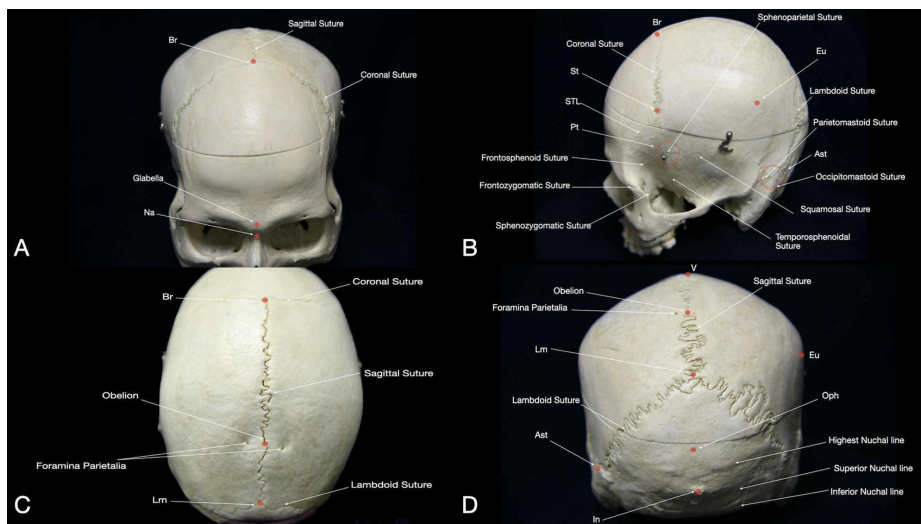 Sagittal Suture
Br
Coronal Suture
Glabella
Na
A
Sphenoparietal Suture
Br
Coronal Suture
Eu
St
Lambdoid Suture
STL
Parietomastoid Suture
Pt
Ast
Frontosphenoid Suture
Occipitomastoid Suture
Frontozygomatic Suture
Squamosal Suture
Sphenozygomatic Suture
Temporosphenoidal
Suture
B
Br
Coronal Suture
Sagittal Suture
Obelion
Foramina Parietalia
Lm
Lambdoid Suture
C
V
Obelion
Sagittal Suture
Foramina Parietalia
Lm
Eu
Lambdoid Suture
Oph
Ast
Highest Nuchal line
Superior Nuchal line
Inferior Nuchal line
In
D